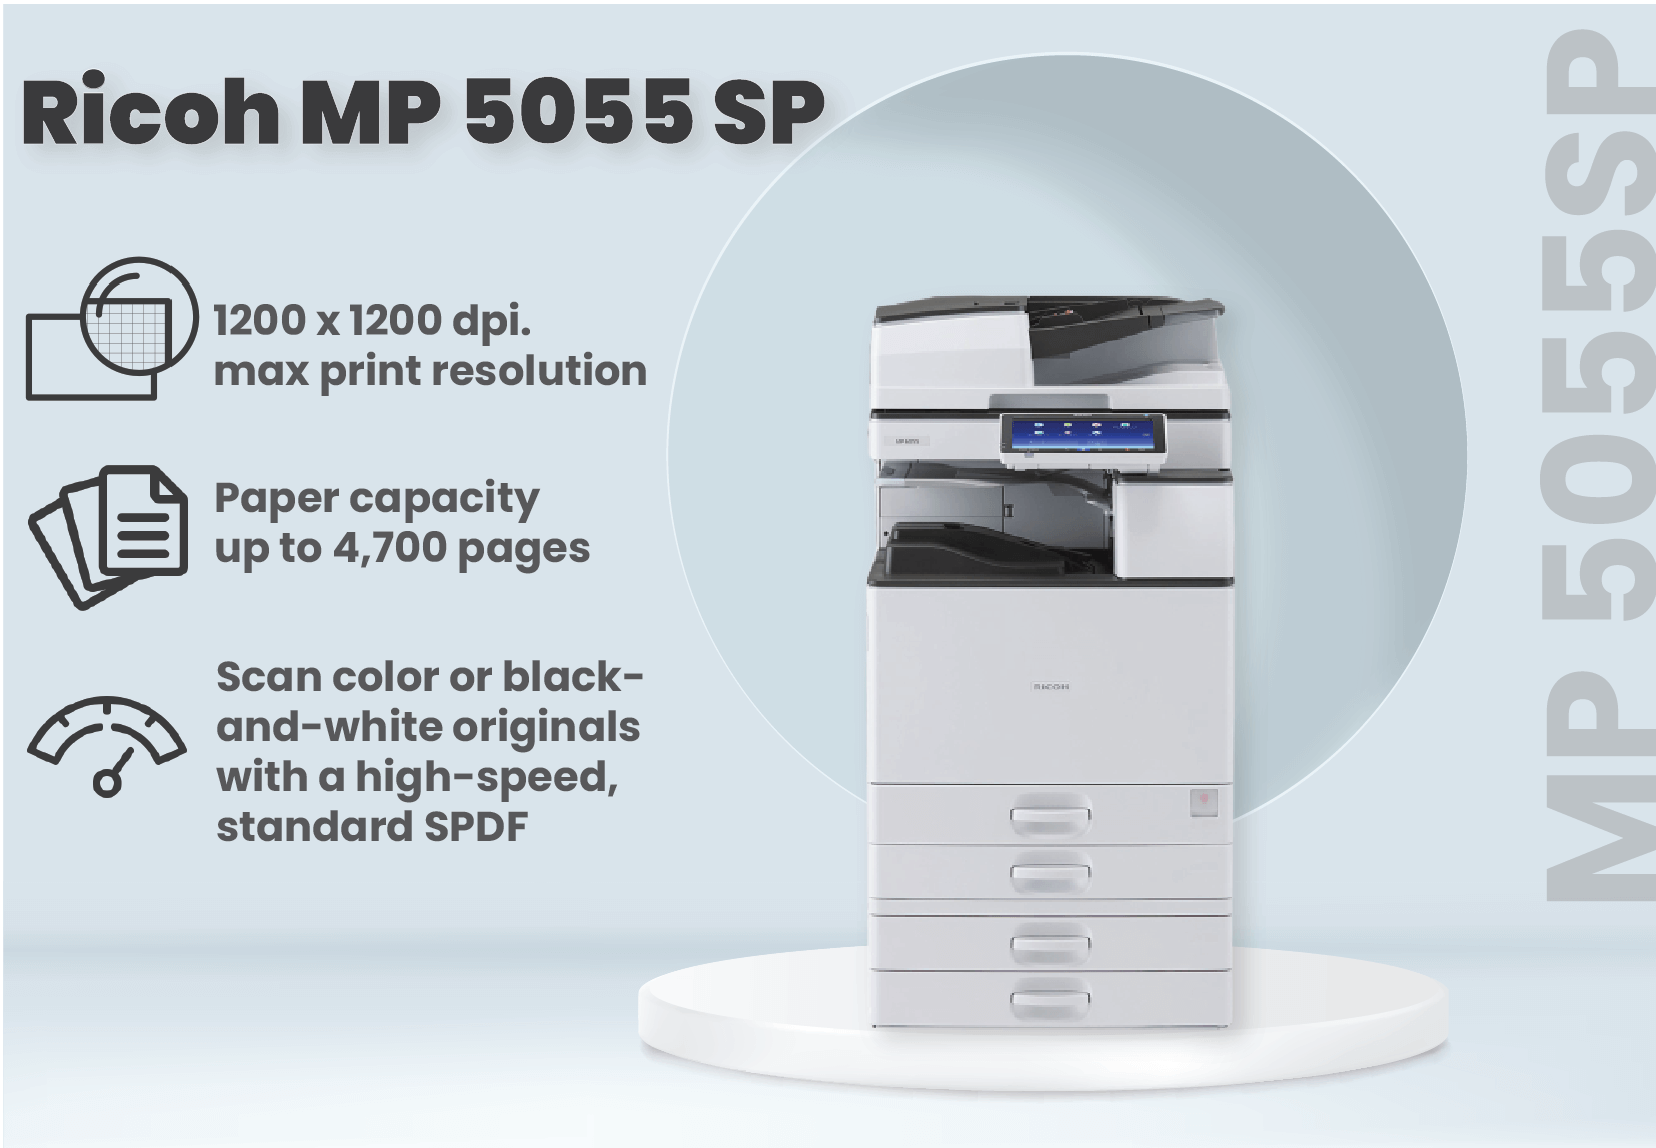 Ricoh MP 5055 SP
1200 x 1200 dpi.
max print resolution
Paper capacity
up to 4,700 pages
Scan color or black-
and-white originals
with a high-speed,
standard SPDF
RICOH
MP 5055SP